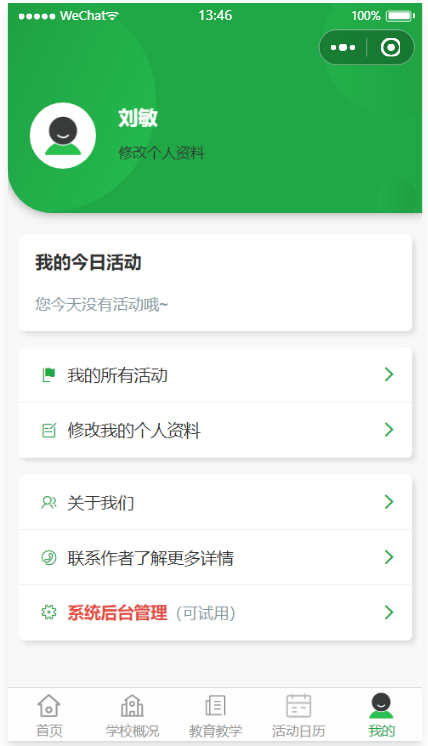 WeChat
13:46
100%
刘敏
修改个人资料
我的今日活动
您今天没有活动哦~
我的所有活动
修改我的个人资料
关于我们
联系作者了解更多详情
系统后台管理（可试用）
首页
学校概况
教育教学
活动日历
我的